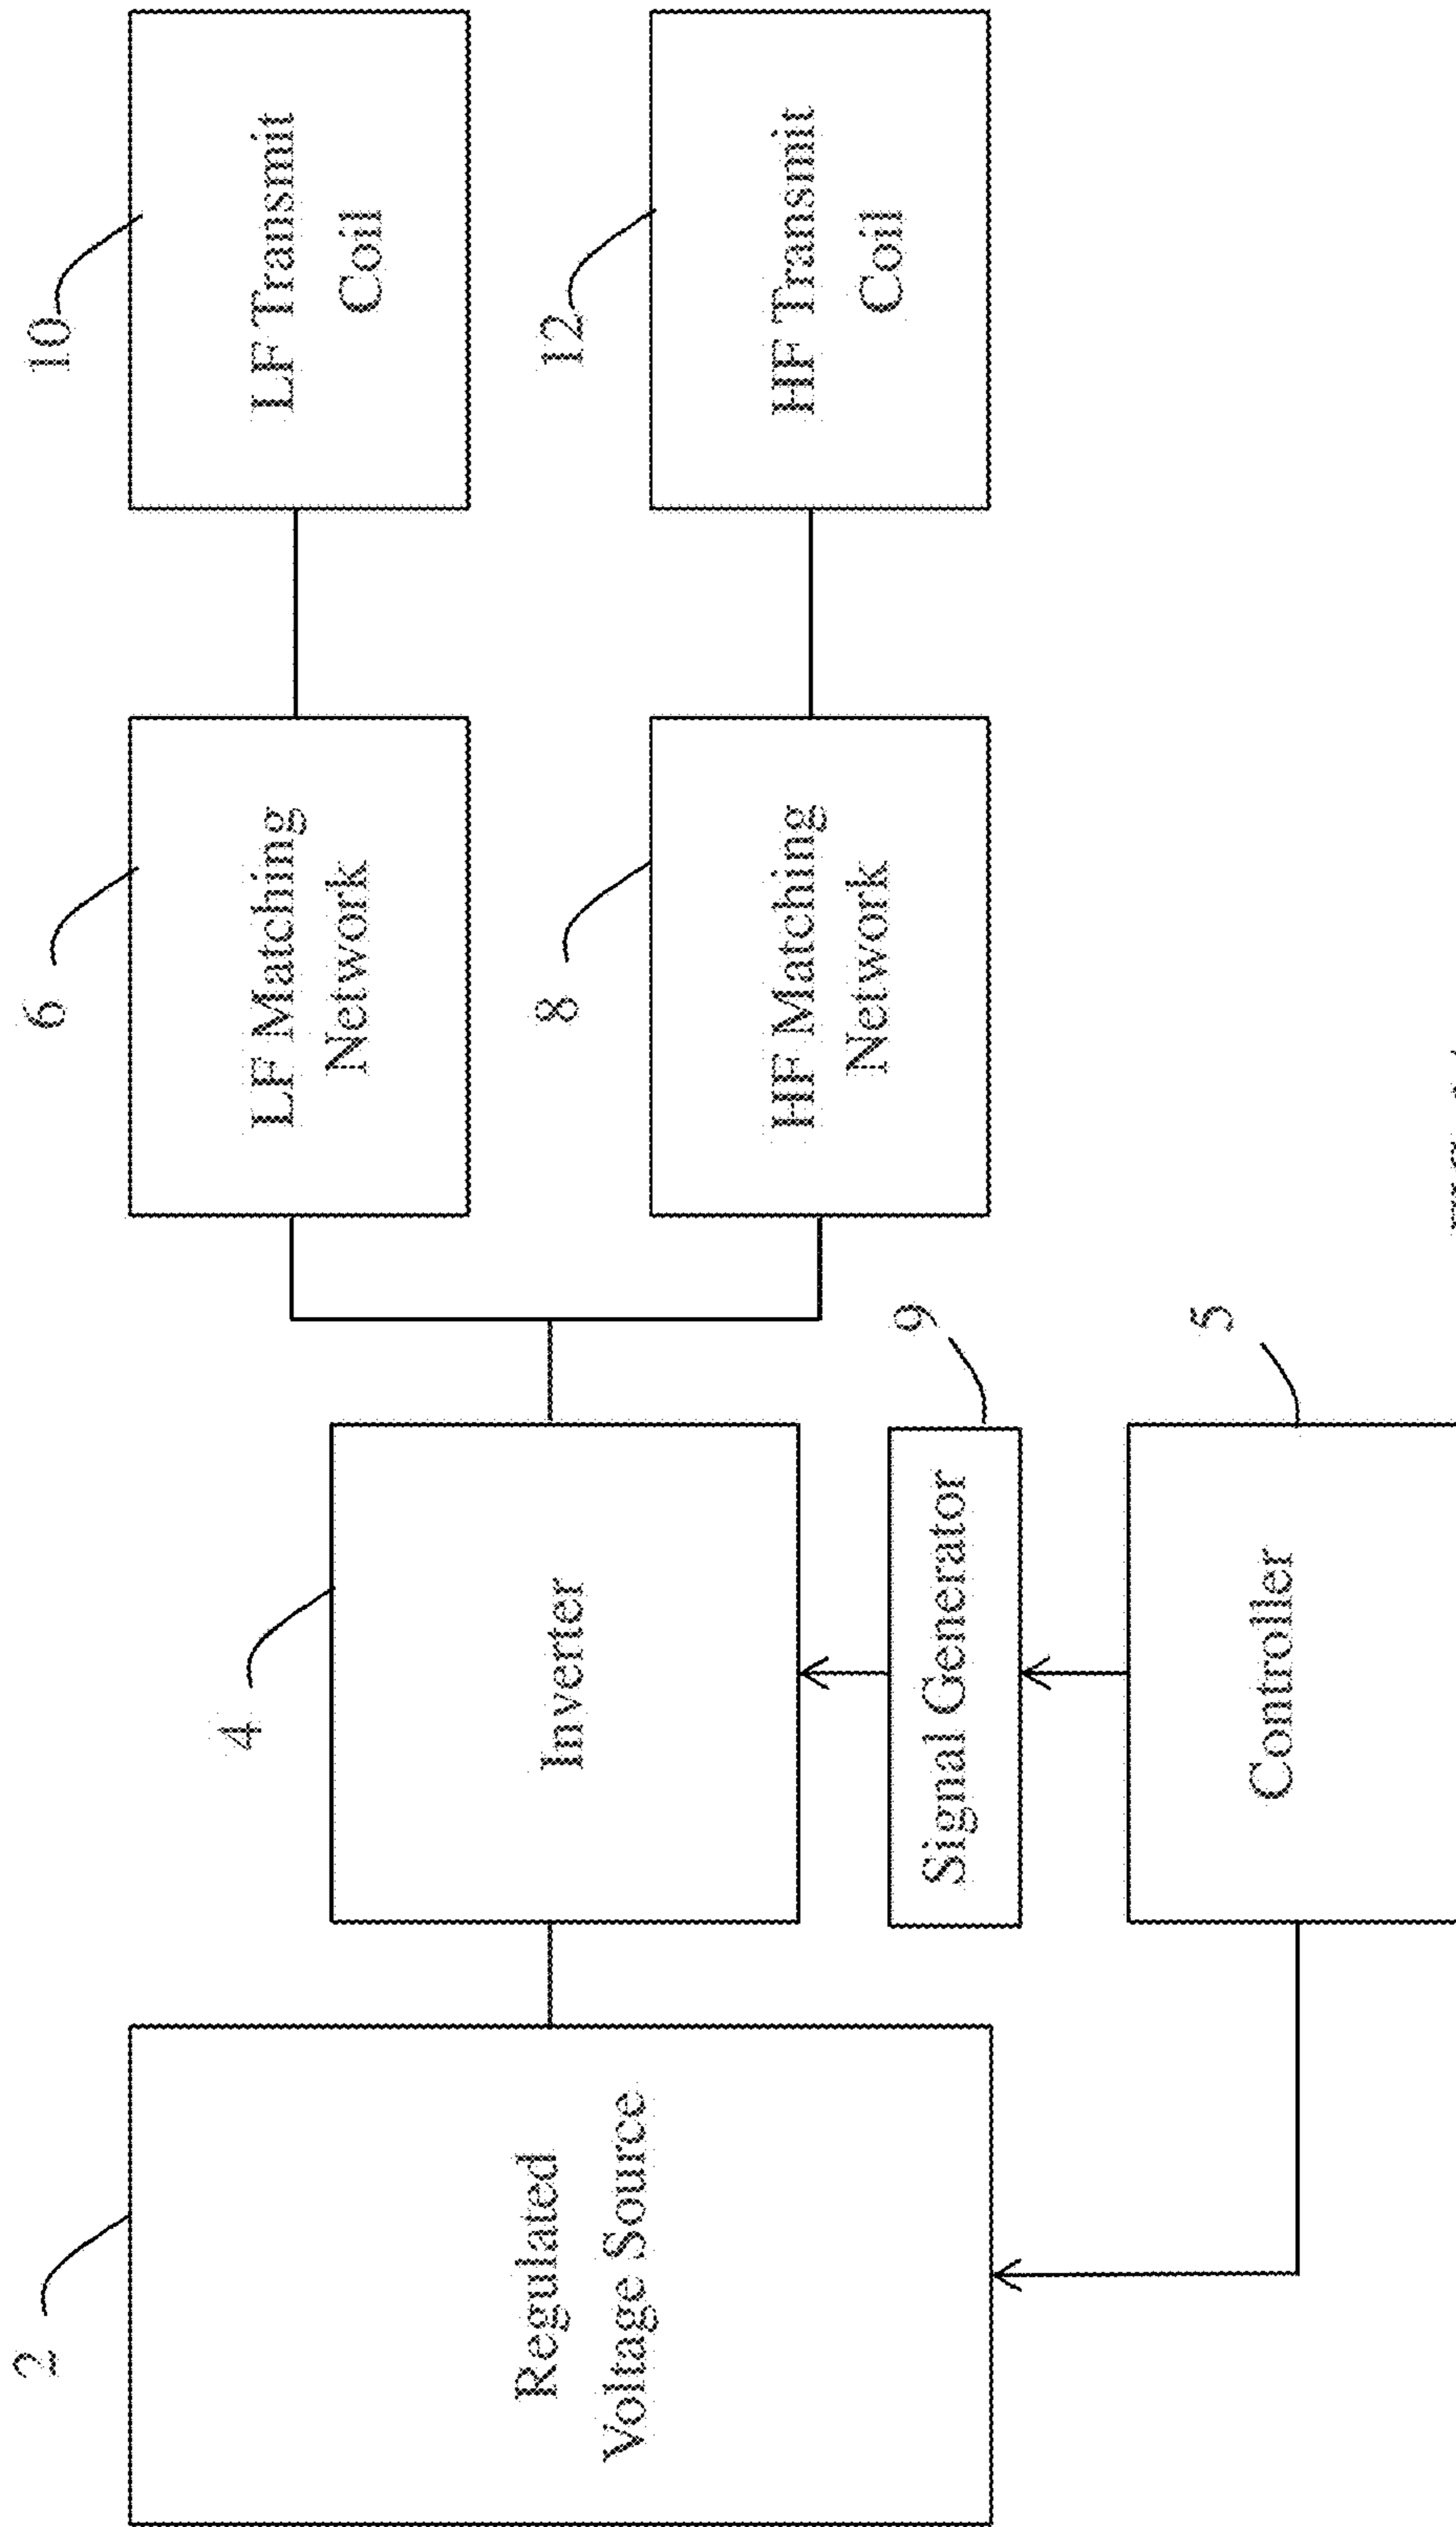 2
Regulated
Voltage Source
4
Inverter
9
Signal Generator
5
Controller
6
LF Matching
Network
8
HF Matching
Network
10
LF Transmit
Coil
12
HF Transmit
Coil